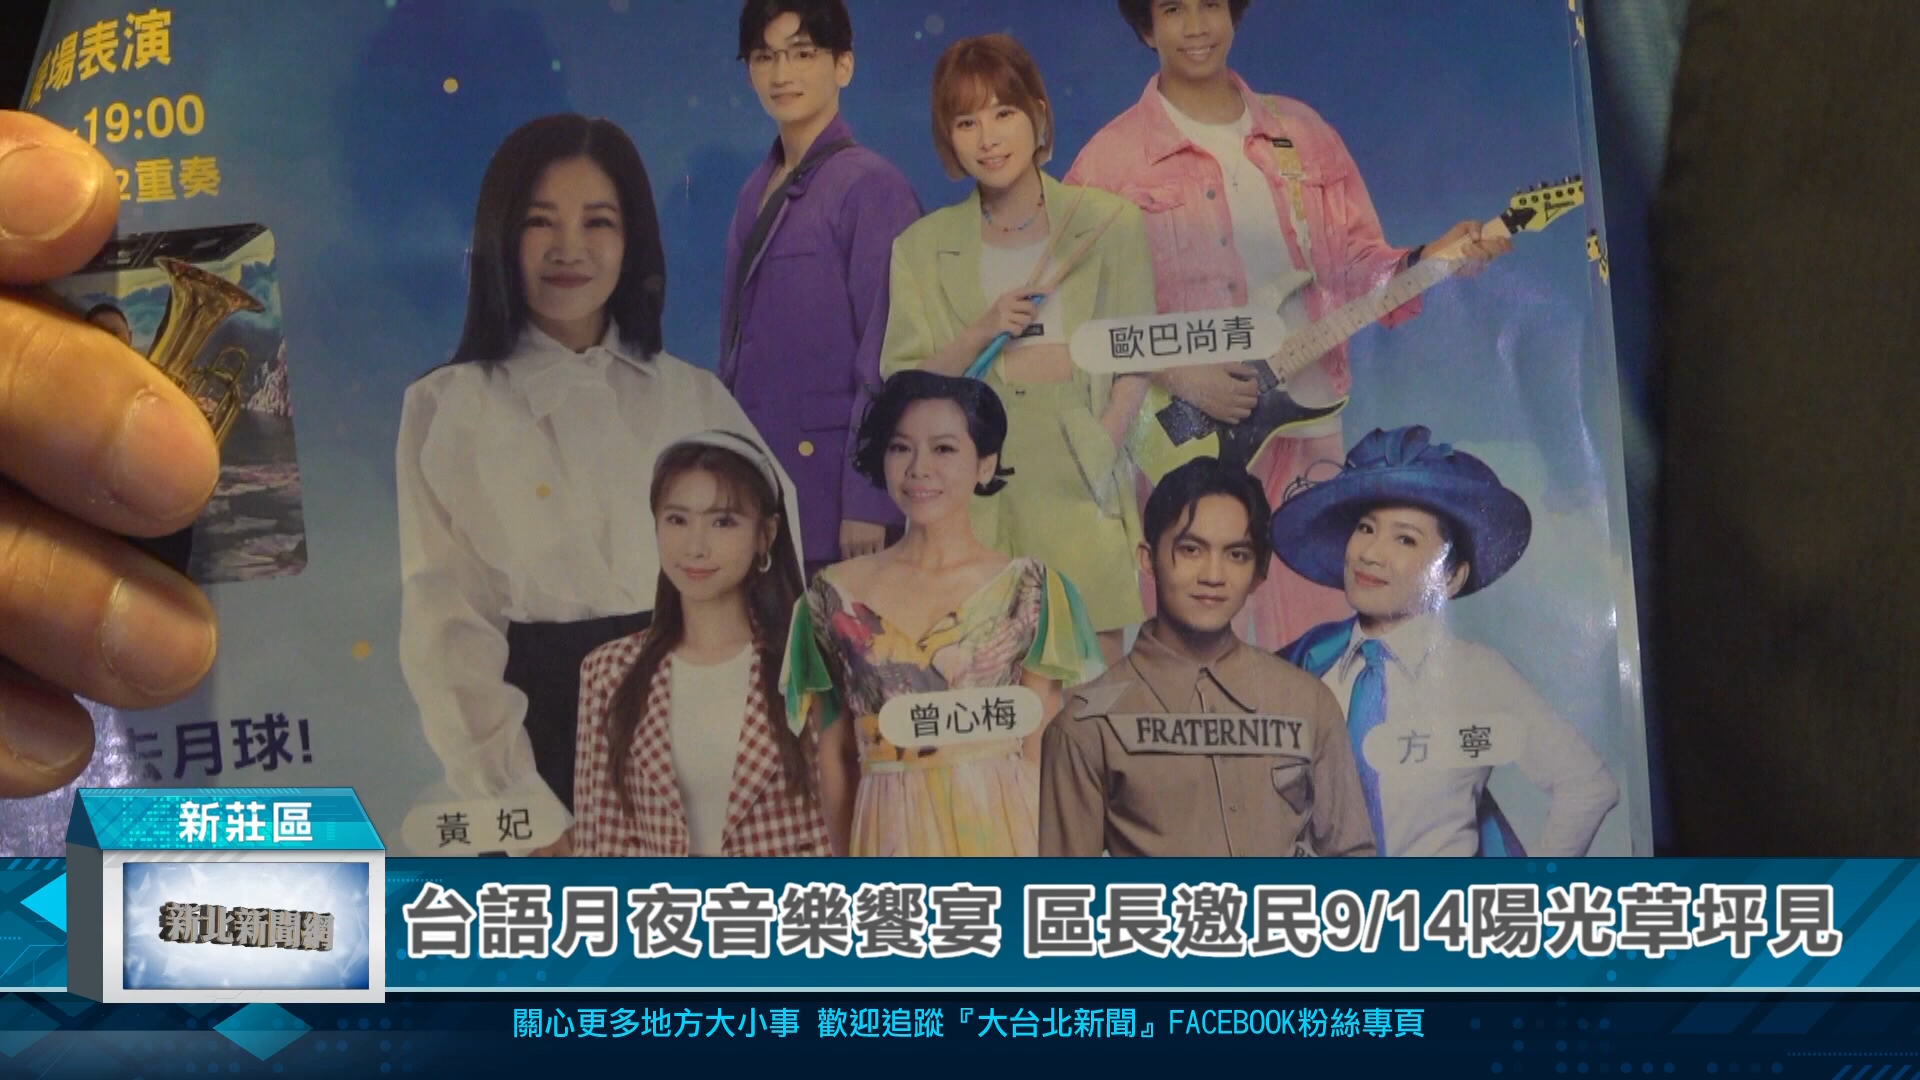 場表演
19:00
2重奏
歐巴尚青
曾心梅
FRATERNITY
方 寧
去月球!
黃 妃
新莊區
新北新聞網
台語月夜音樂饗宴 區長邀民9/14陽光草坪見
關心更多地方大小事 歡迎追蹤『大台北新聞』FACEBOOK粉絲專頁